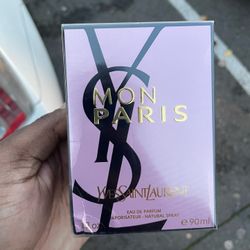 MON
PARIS
YVESSAINTLAURENT
EAU DE PARFUM
VAPORISATEUR - NATURAL SPRAY
℮ 90ml